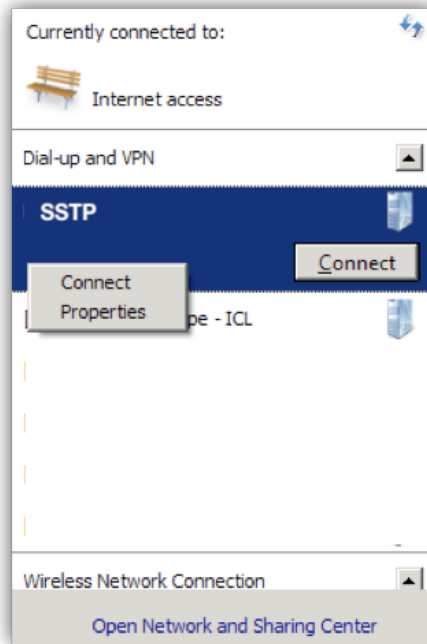 Currently connected to:
Internet access
Dial-up and VPN
SSTP
Connect
Connect
Properties
pe - ICL
Wireless Network Connection
Open Network and Sharing Center